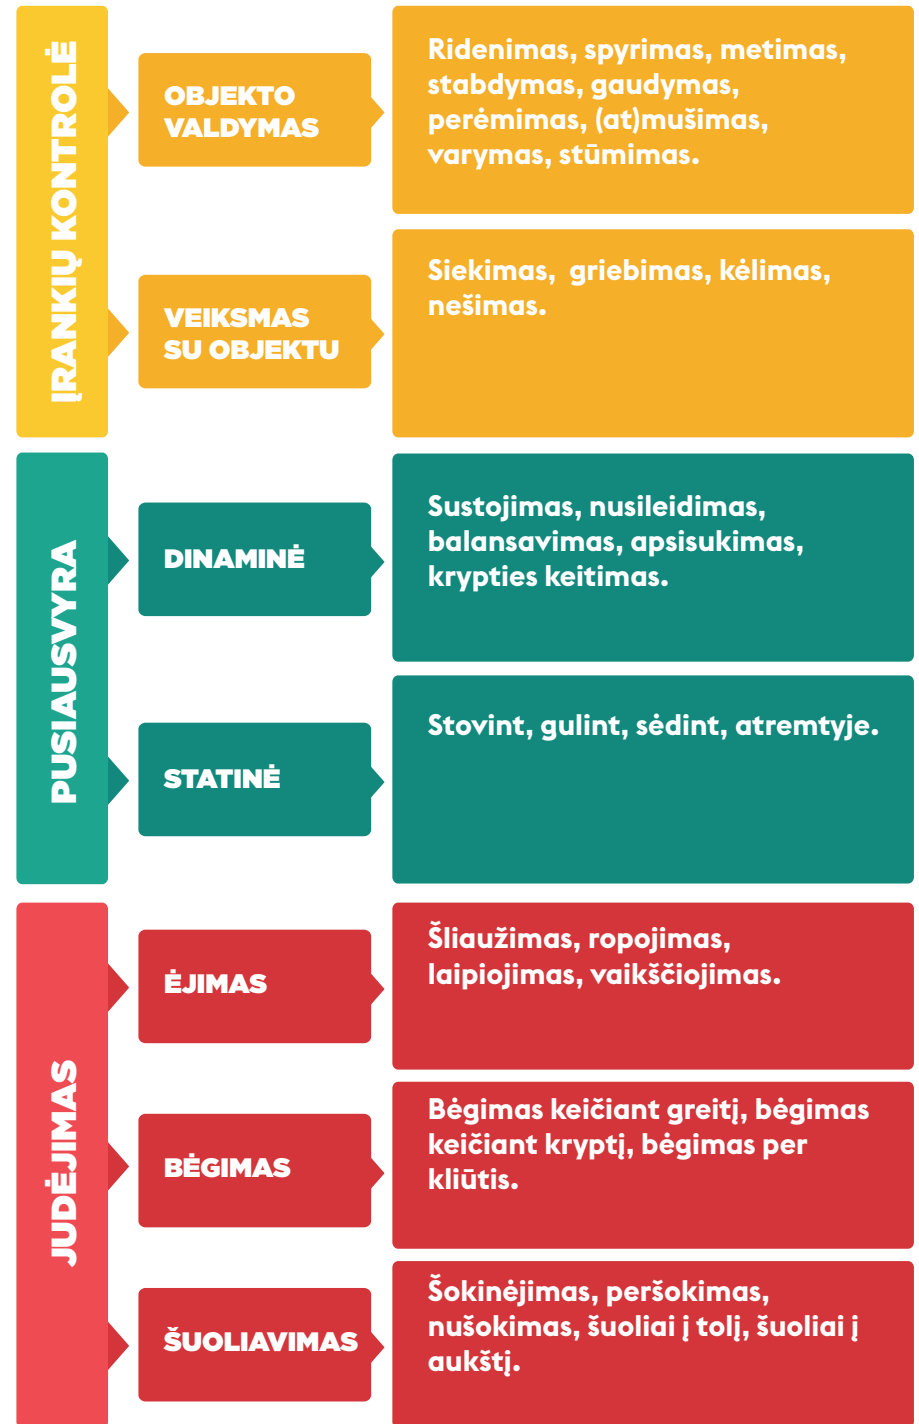 ĮRANKIŲ KONTROLĖ
OBJEKTO
VALDYMAS
Ridenimas, spyrimas, metimas,
stabdymas, gaudymas,
perėmimas, (at)mušimas,
varymas, stūmimas.
VEIKSMAS
SU OBJEKTU
Siekimas, griebimas, kėlimas,
nešimas.
PUSIAUSVYRA
DINAMINĖ
Sustojimas, nusileidimas,
balansavimas, apsisukimas,
krypties keitimas.
STATINĖ
Stovint, gulint, sėdint, atremtyje.
JUDĖJIMAS
ĖJIMAS
Šliaužimas, ropojimas,
laipiojimas, vaikščiojimas.
BĖGIMAS
Bėgimas keičiant greitį, bėgimas
keičiant kryptį, bėgimas per
kliūtis.
ŠUOLIAVIMAS
Šokinėjimas, peršokimas,
nušokimas, šuoliai į tolį, šuoliai į
aukštį.